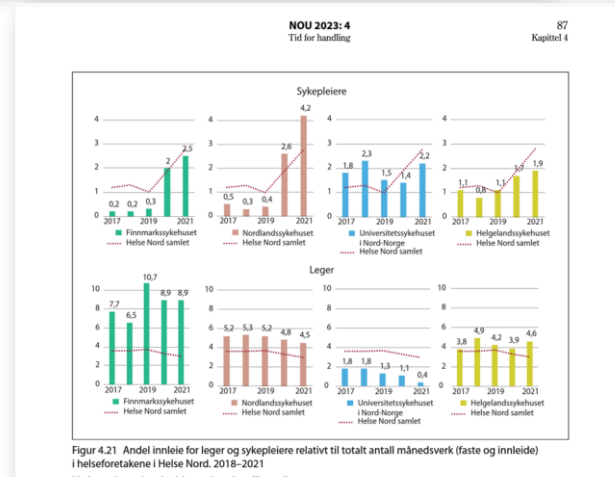 NOU 2023: 4
87
Tid for handling
Kapittel 4
Sykepleiere
4
3
2
1
0
0,2 0,2 0,3 2 2,5
2017 2019 2021
Finnmarkssykehuset
Helse Nord samlet
4
3
2
1
0
0,5 0,3 0,4 2,6 4,2
2017 2019 2021
Nordlandssykehuset
Helse Nord samlet
4
3
2
1
0
1,8 2,3 1,5 1,4 2,2
2017 2019 2021
Universitetssykehuset
i Nord-Norge
Helse Nord samlet
4
3
2
1
0
1,1 0,8 1,1 1,7 1,9
2017 2019 2021
Helgelandssykehuset
Helse Nord samlet
Leger
10
8
6
4
2
0
7,7 6,5 10,7 8,9 8,9
2017 2019 2021
Finnmarkssykehuset
Helse Nord samlet
10
8
6
4
2
0
5,2 5,3 5,2 4,8 4,5
2017 2019 2021
Nordlandssykehuset
Helse Nord samlet
10
8
6
4
2
0
1,8 1,8 1,3 1,1 0,4
2017 2019 2021
Universitetssykehuset
i Nord-Norge
Helse Nord samlet
10
8
6
4
2
0
3,8 4,9 4,2 3,9 4,6
2017 2019 2021
Helgelandssykehuset
Helse Nord samlet
Figur 4.21 Andel innleie for leger og sykepleiere relativt til totalt antall månedsverk (faste og innleide)
i helseforetakene i Helse Nord. 2018–2021